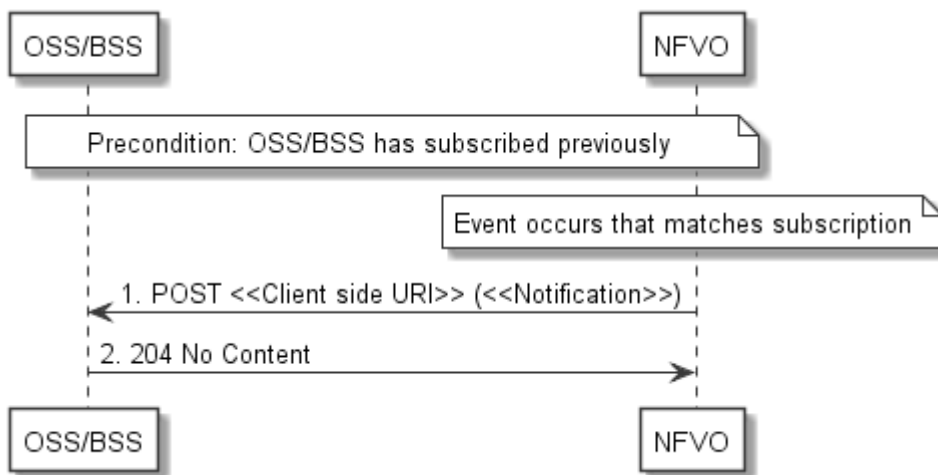 OSS/BSS
NFVO
Precondition: OSS/BSS has subscribed previously
Event occurs that matches subscription
1. POST <<Client side URI>> (<<Notification>>)
2. 204 No Content
OSS/BSS
NFVO